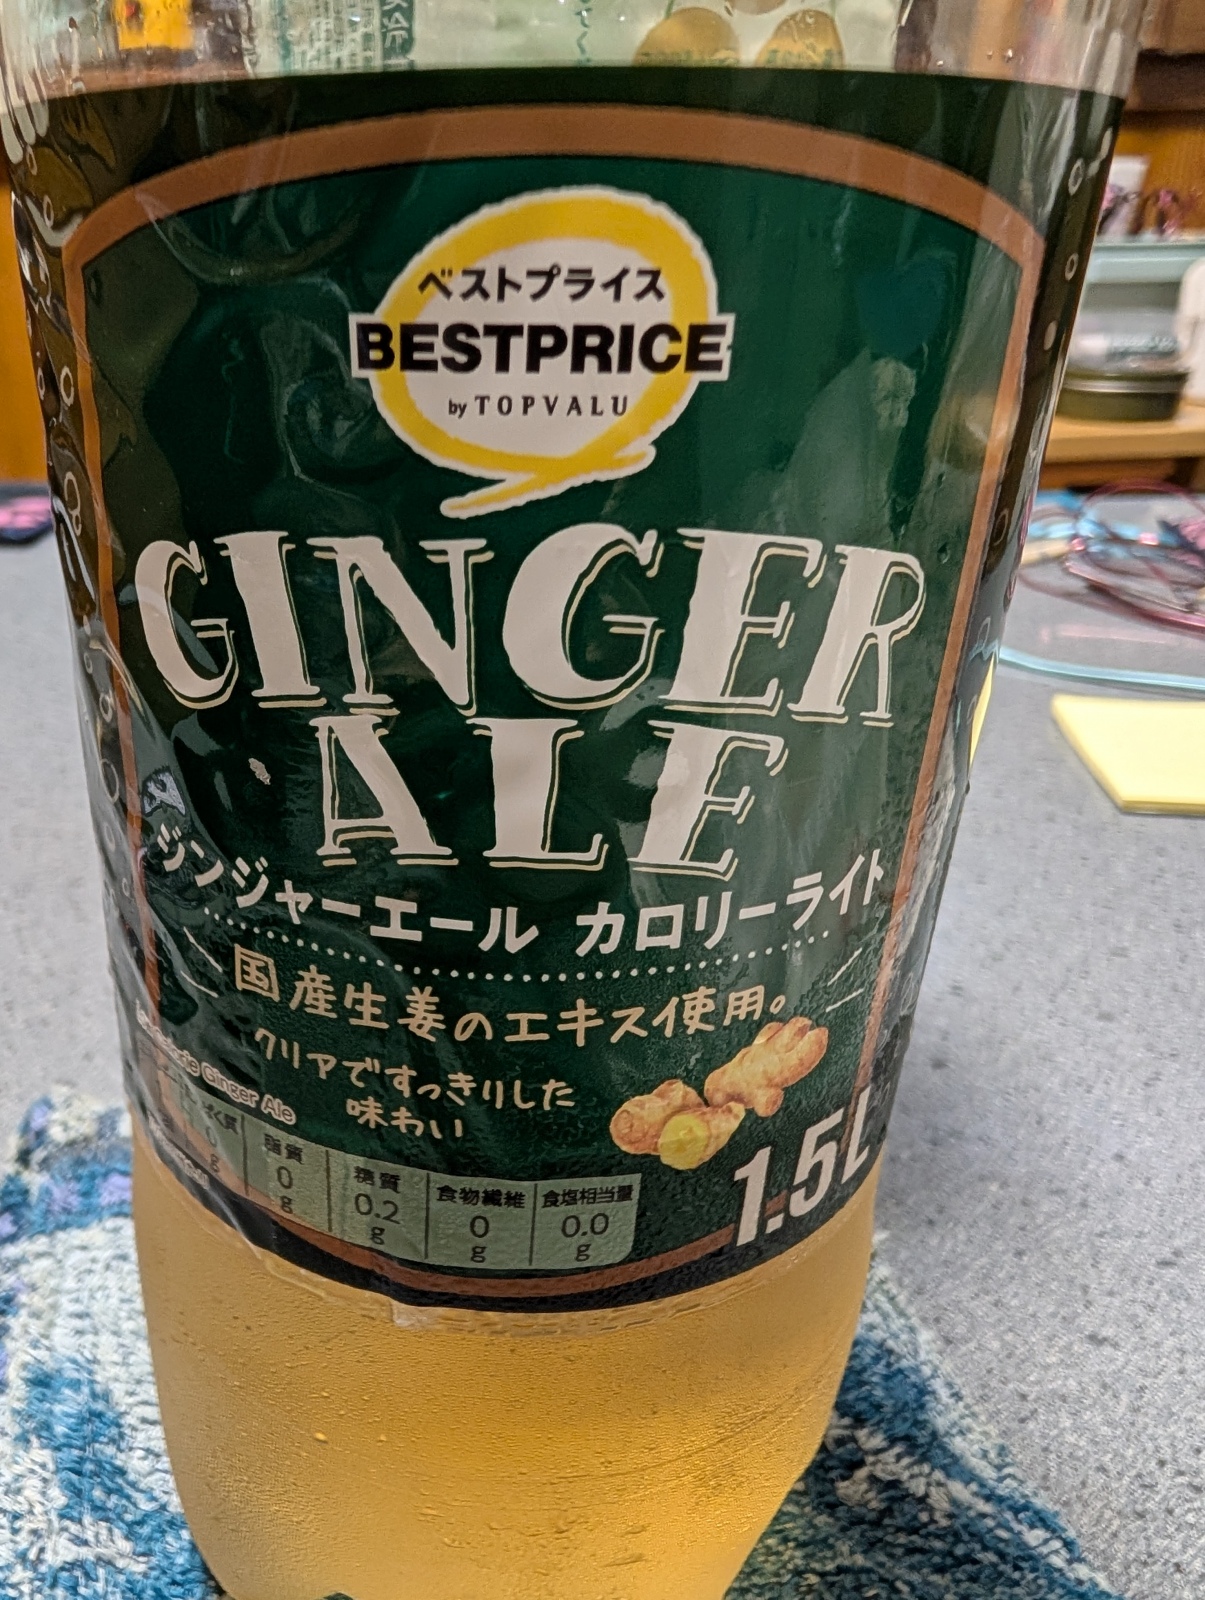 ベストプライス
BESTPRICE
by TOPVALU
GINGER
ALE
ジンジャーエール カロリーライト
国産生姜のエキス使用。
クリアですっきりした
味わい
Ginger Ale
1.5L
脂質 糖質 食物繊維 食塩相当量
0 0.2 0 0.0
g g g g g